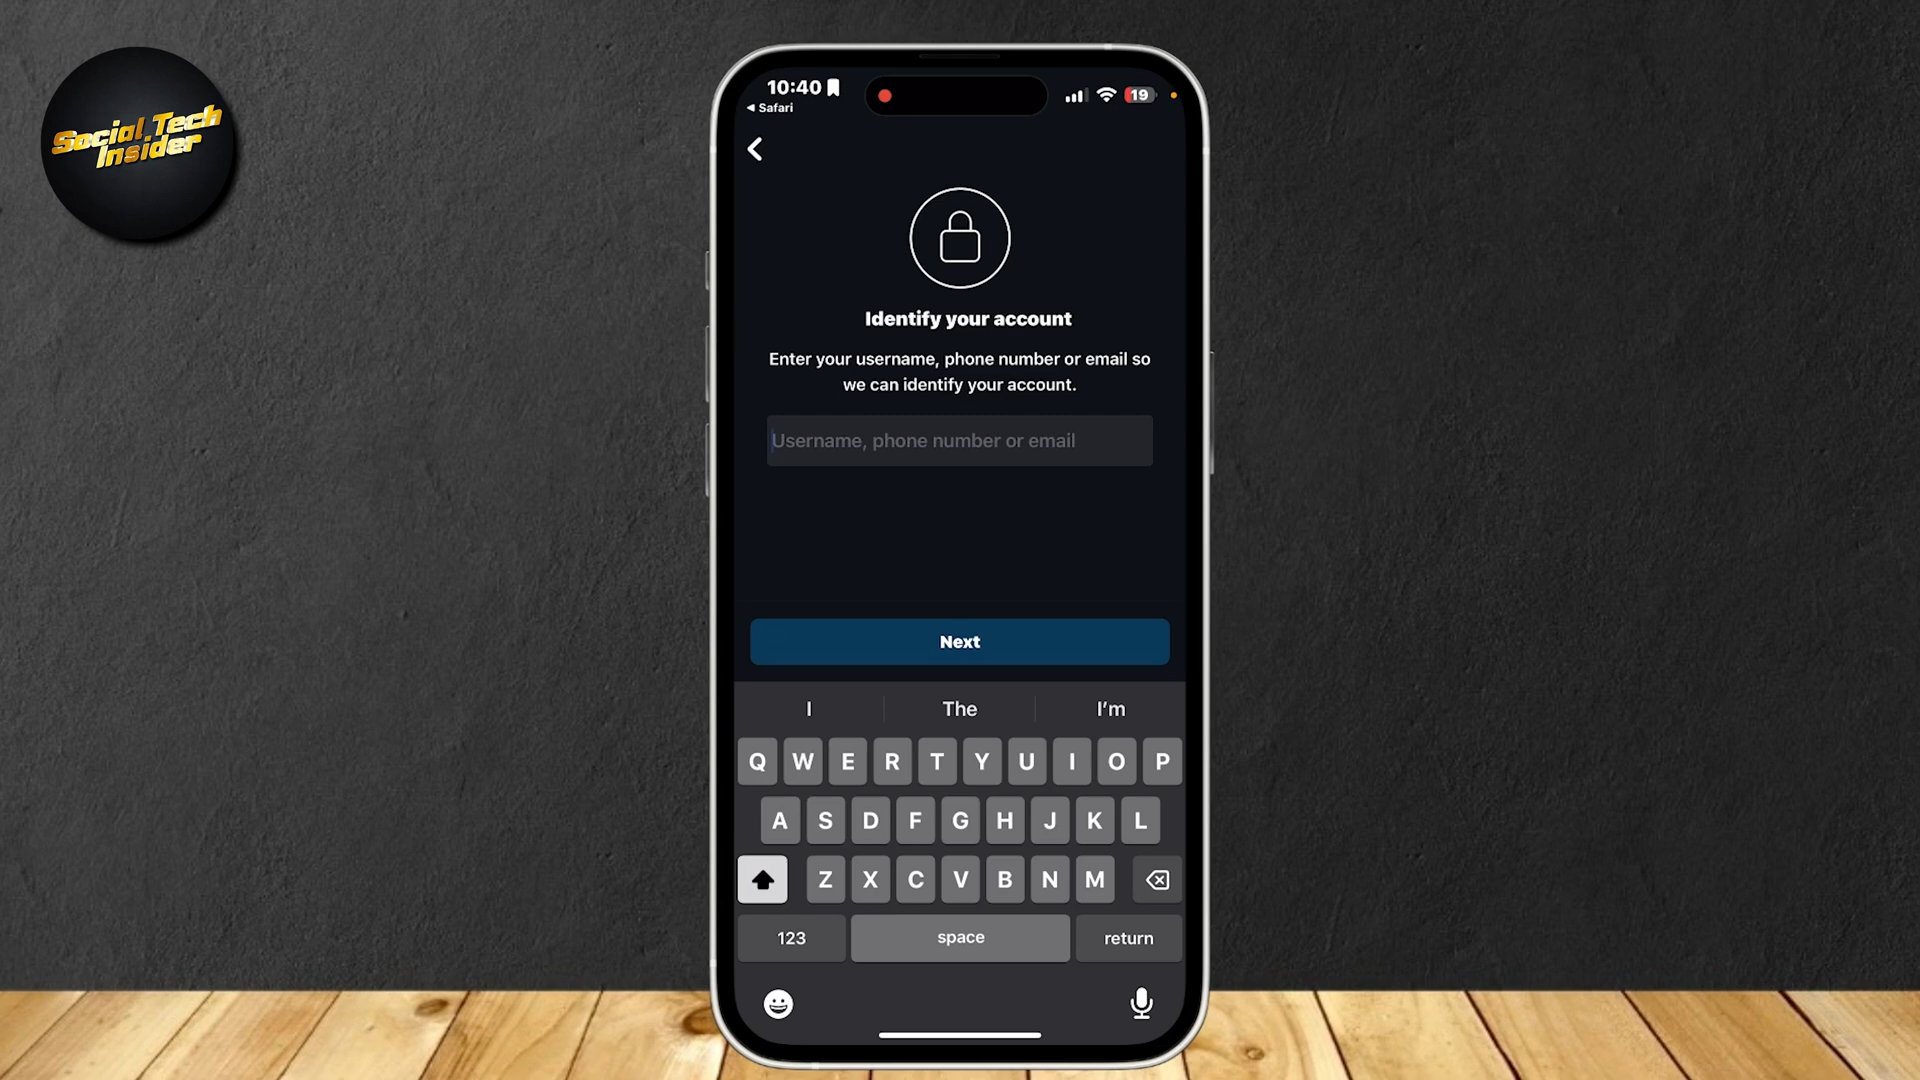 Social Tech
Insider
10:40
19
Safari
Identify your account
Enter your username, phone number or email so
we can identify your account.
Username, phone number or email
Next
I The I'm
Q W E R T Y U I O P
A S D F G H J K L
Z X C V B N M
123 space return